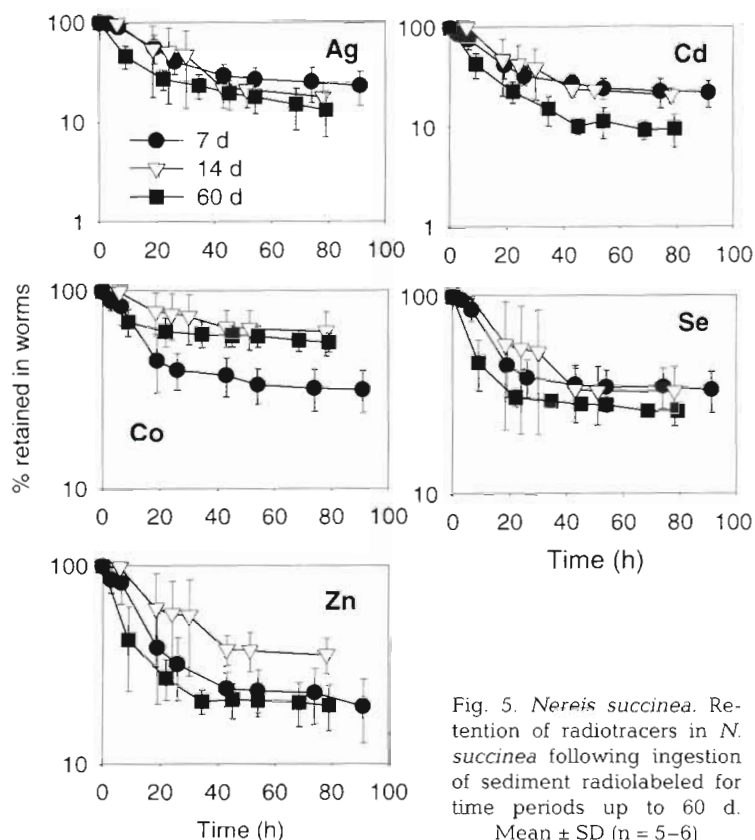 Ag
100
10
1
0 20 40 60 80 100
7 d
14 d
60 d
Cd
100
10
1
0 20 40 60 80 100
% retained in worms
Co
100
10
0 20 40 60 80 100
Se
100
10
0 20 40 60 80 100
Time (h)
Zn
100
10
0 20 40 60 80 100
Time (h)
Fig. 5. Nereis succinea. Re-
tention of radiotracers in N.
succinea following ingestion
of sediment radiolabeled for
time periods up to 60 d.
Mean ± SD (n = 5–6)